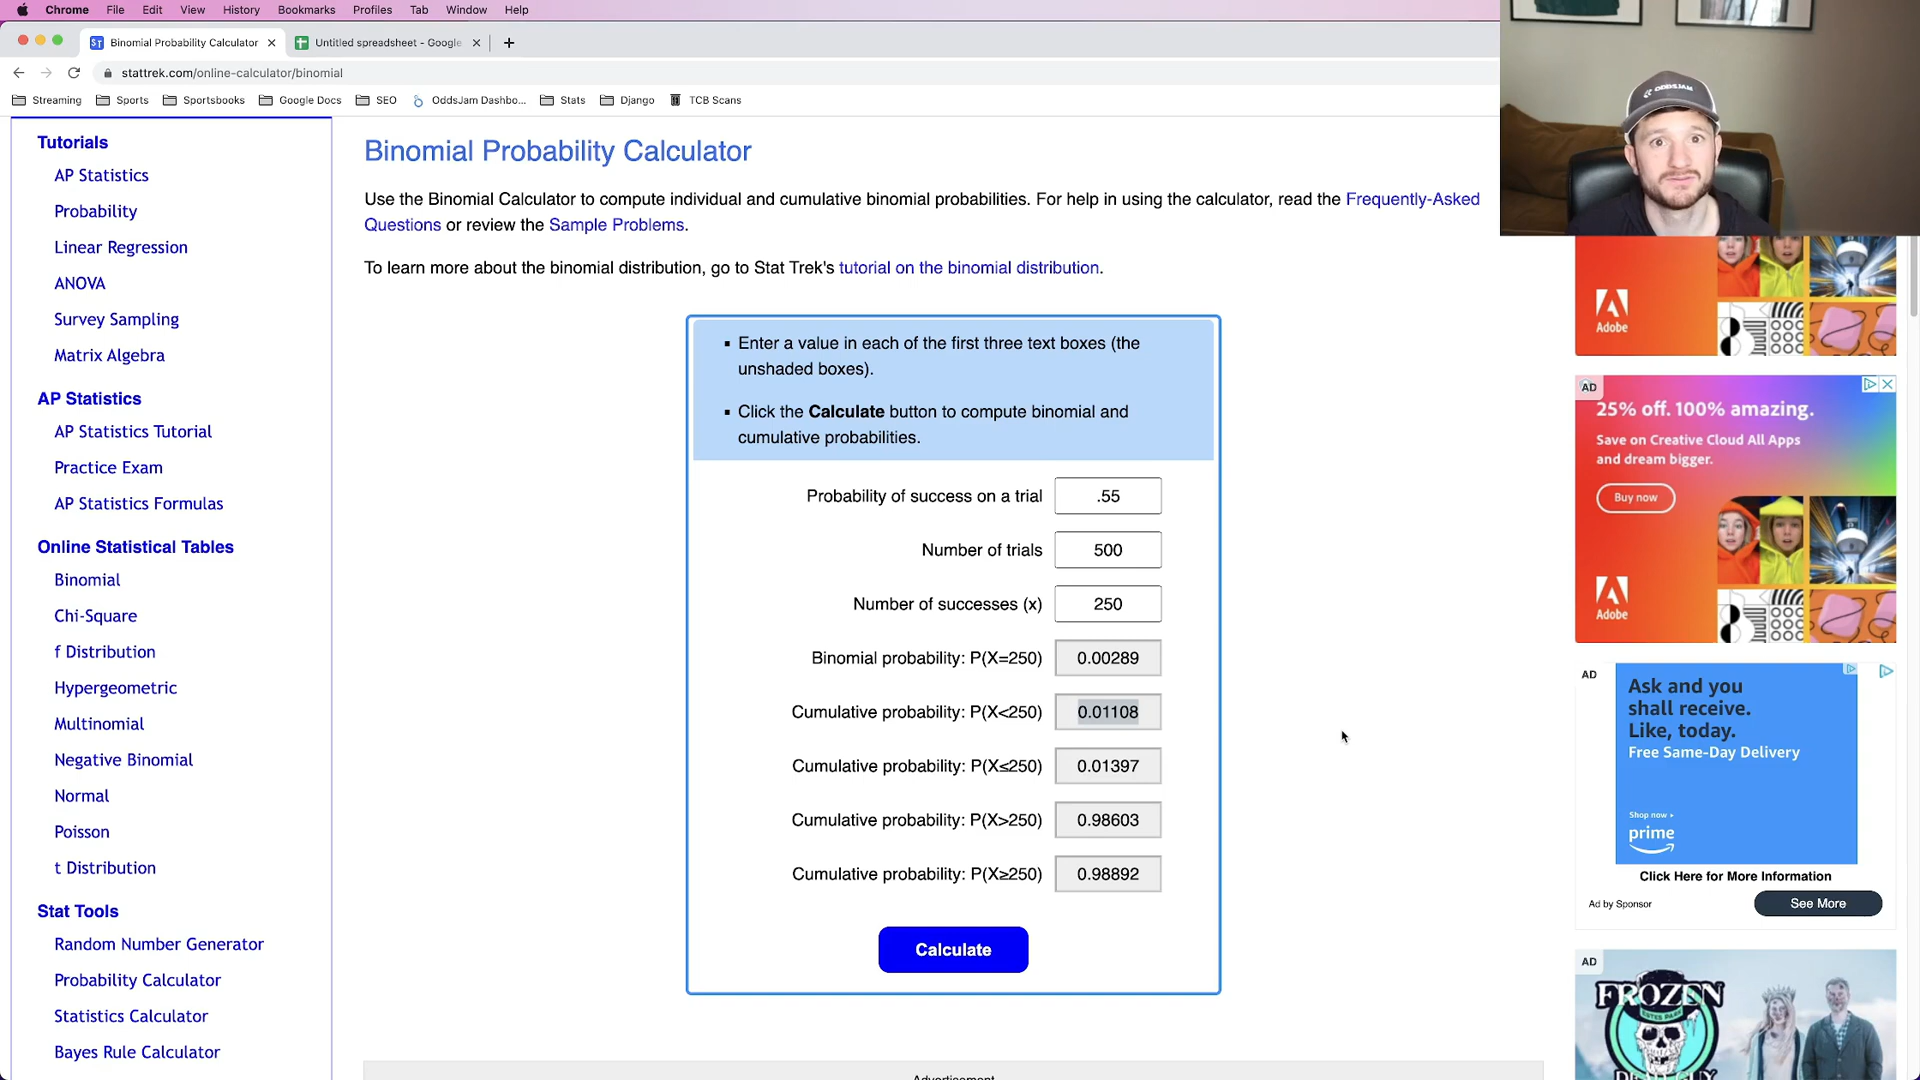 Chrome File Edit View History Bookmarks Profiles Tab Window Help
Binomial Probability Calculator
Untitled spreadsheet - Google
stattrek.com/online-calculator/binomial
Streaming Sports Sportsbooks Google Docs SEO OddsJam Dashbo... Stats Django TCB Scans
ODDSJAM
Tutorials
AP Statistics
Probability
Linear Regression
ANOVA
Survey Sampling
Matrix Algebra
AP Statistics
AP Statistics Tutorial
Practice Exam
AP Statistics Formulas
Online Statistical Tables
Binomial
Chi-Square
f Distribution
Hypergeometric
Multinomial
Negative Binomial
Normal
Poisson
t Distribution
Stat Tools
Random Number Generator
Probability Calculator
Statistics Calculator
Bayes Rule Calculator
Binomial Probability Calculator
Use the Binomial Calculator to compute individual and cumulative binomial probabilities. For help in using the calculator, read the Frequently-Asked
Questions or review the Sample Problems.
To learn more about the binomial distribution, go to Stat Trek's tutorial on the binomial distribution.
▪ Enter a value in each of the first three text boxes (the
unshaded boxes).
▪ Click the Calculate button to compute binomial and
cumulative probabilities.
Probability of success on a trial .55
Number of trials 500
Number of successes (x) 250
Binomial probability: P(X=250) 0.00289
Cumulative probability: P(X<250) 0.01108
Cumulative probability: P(X≤250) 0.01397
Cumulative probability: P(X>250) 0.98603
Cumulative probability: P(X≥250) 0.98892
Calculate
Advertisement
Adobe
AD
25% off. 100% amazing.
Save on Creative Cloud All Apps
and dream bigger.
Buy now
Adobe
AD
Ask and you
shall receive.
Like, today.
Free Same-Day Delivery
Shop now
prime
Click Here for More Information
Ad by Sponsor
See More
AD
FROZEN
ESTES PARK
DEAD GUY